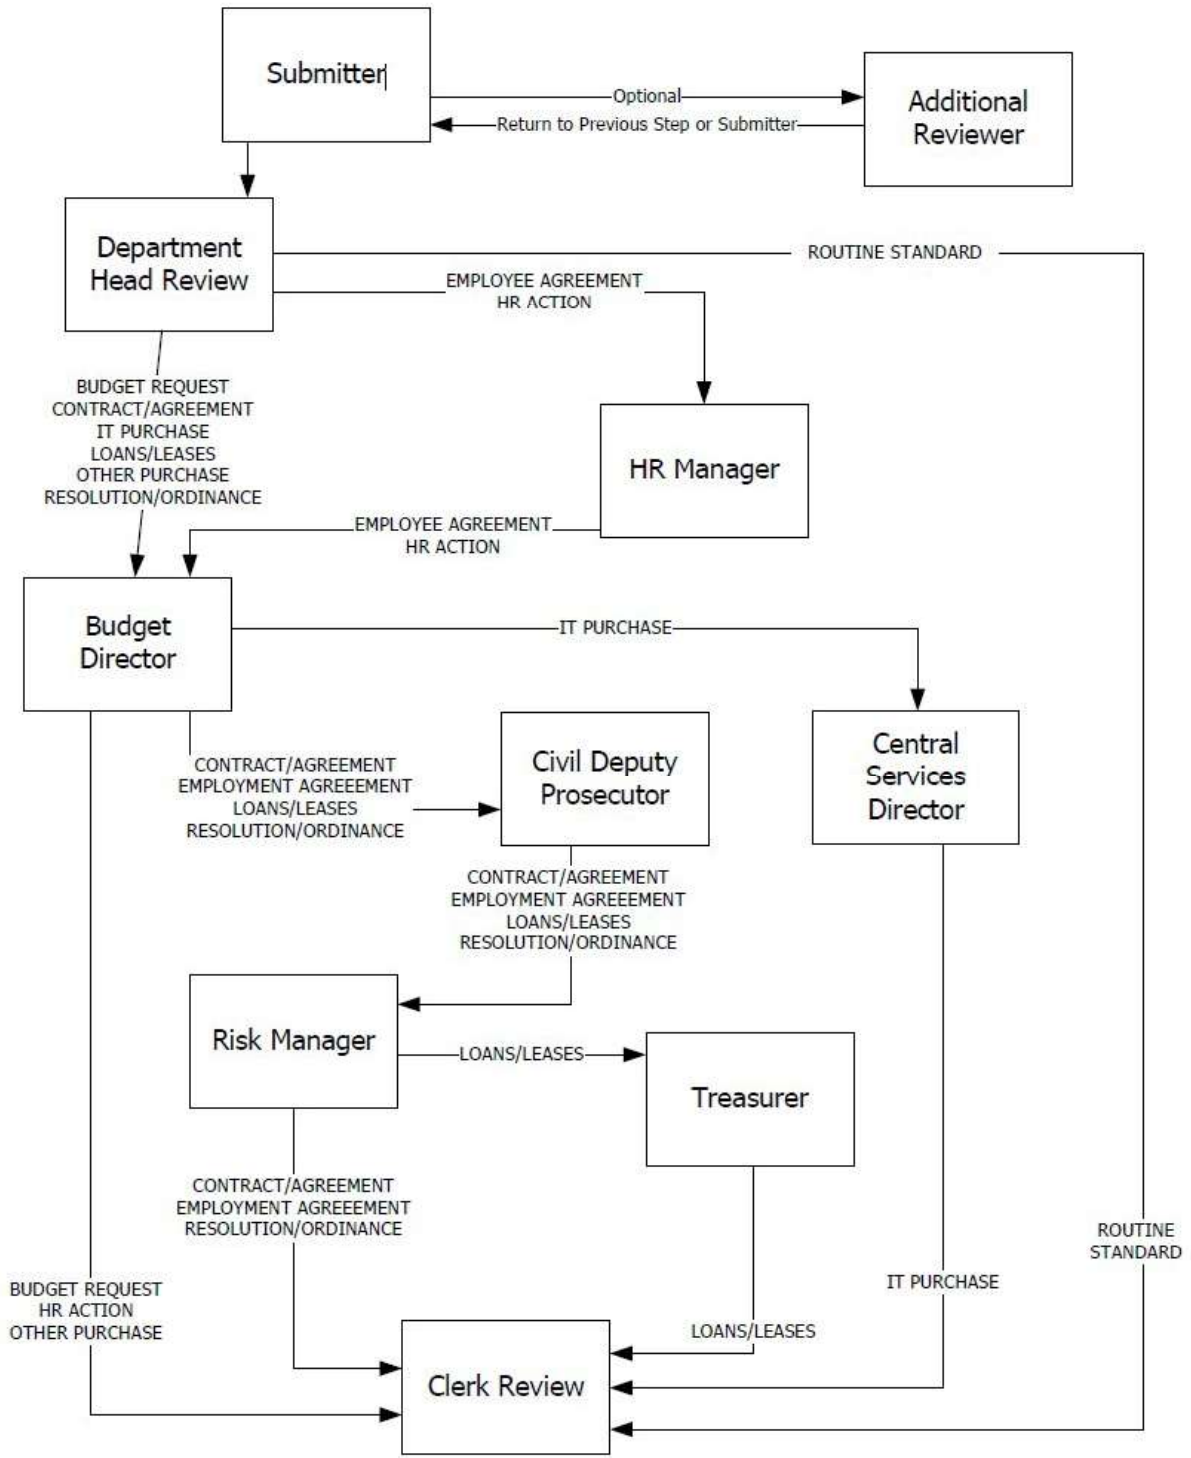 Submitter
Optional
Return to Previous Step or Submitter
Additional
Reviewer
Department
Head Review
ROUTINE STANDARD
EMPLOYEE AGREEMENT
HR ACTION
BUDGET REQUEST
CONTRACT/AGREEMENT
IT PURCHASE
LOANS/LEASES
OTHER PURCHASE
RESOLUTION/ORDINANCE
HR Manager
EMPLOYEE AGREEMENT
HR ACTION
Budget
Director
IT PURCHASE
CONTRACT/AGREEMENT
EMPLOYMENT AGREEEMENT
LOANS/LEASES
RESOLUTION/ORDINANCE
Civil Deputy
Prosecutor
Central
Services
Director
CONTRACT/AGREEMENT
EMPLOYMENT AGREEEMENT
LOANS/LEASES
RESOLUTION/ORDINANCE
Risk Manager
LOANS/LEASES
Treasurer
CONTRACT/AGREEMENT
EMPLOYMENT AGREEEMENT
RESOLUTION/ORDINANCE
ROUTINE
STANDARD
BUDGET REQUEST
HR ACTION
OTHER PURCHASE
IT PURCHASE
LOANS/LEASES
Clerk Review